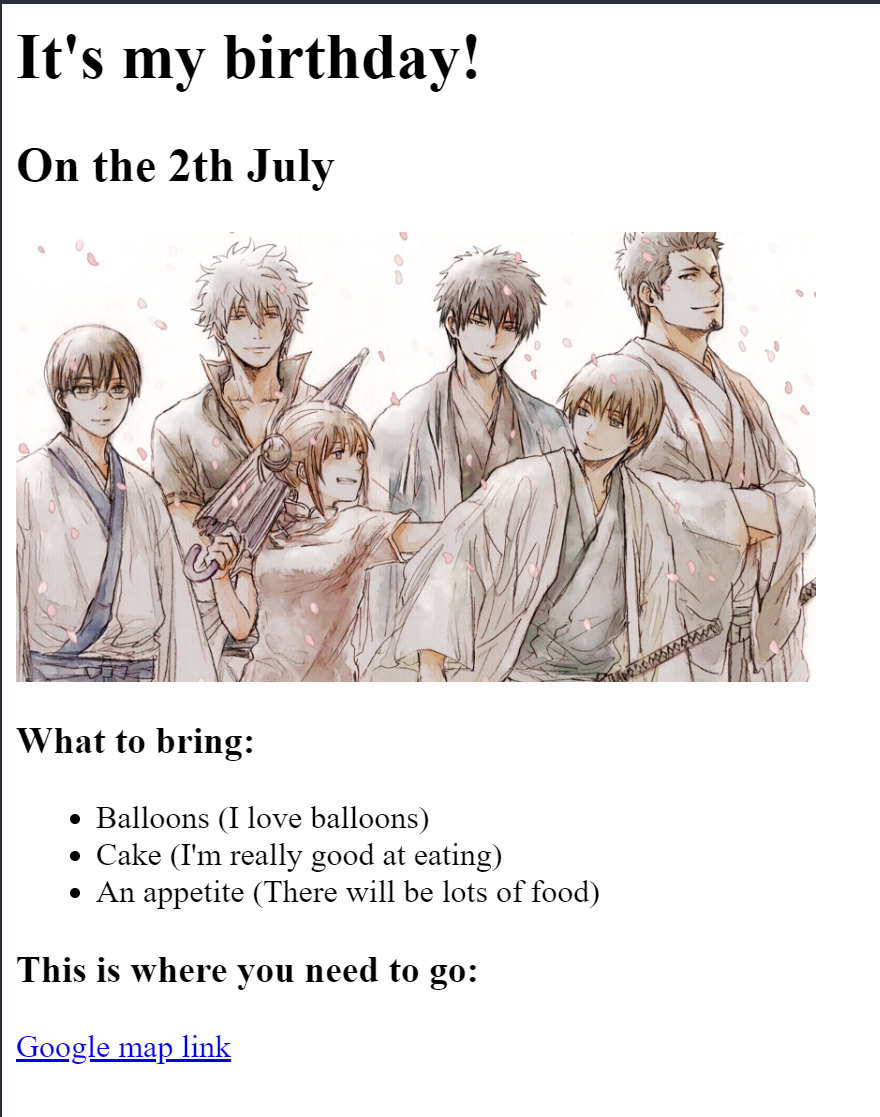 It's my birthday!
On the 2th July
What to bring:
Balloons (I love balloons)
Cake (I'm really good at eating)
An appetite (There will be lots of food)
This is where you need to go:
Google map link